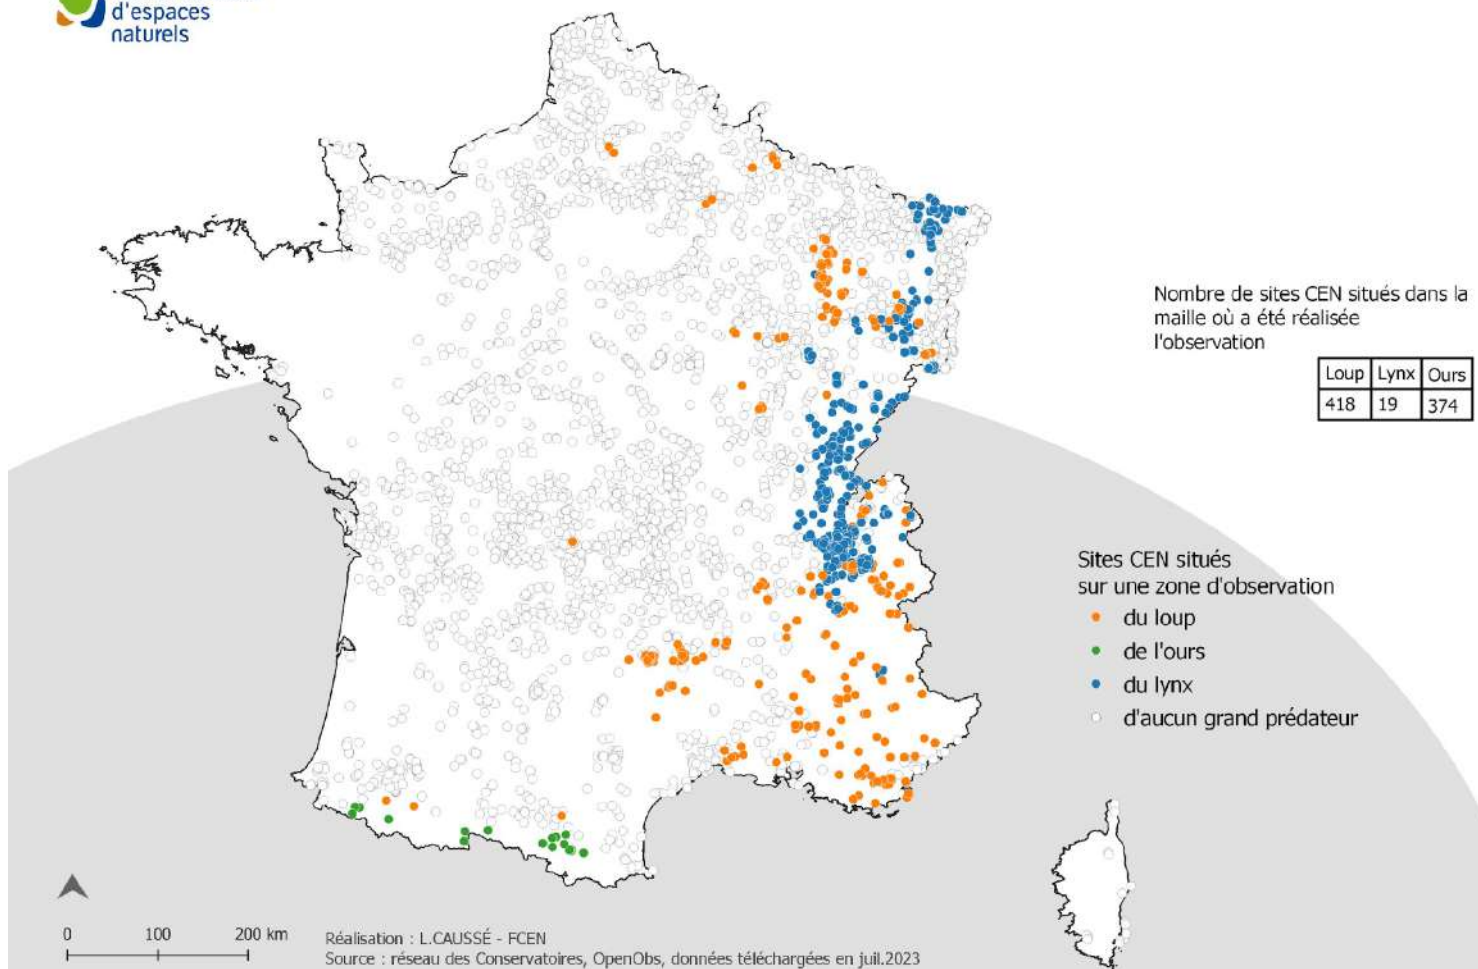 d'espaces
naturels
Nombre de sites CEN situés dans la
maille où a été réalisée
l'observation
Loup Lynx Ours
418 19 374
Sites CEN situés
sur une zone d'observation
du loup
de l'ours
du lynx
d'aucun grand prédateur
0 100 200 km
Réalisation : L.CAUSSÉ - FCEN
Source : réseau des Conservatoires, OpenObs, données téléchargées en juil.2023